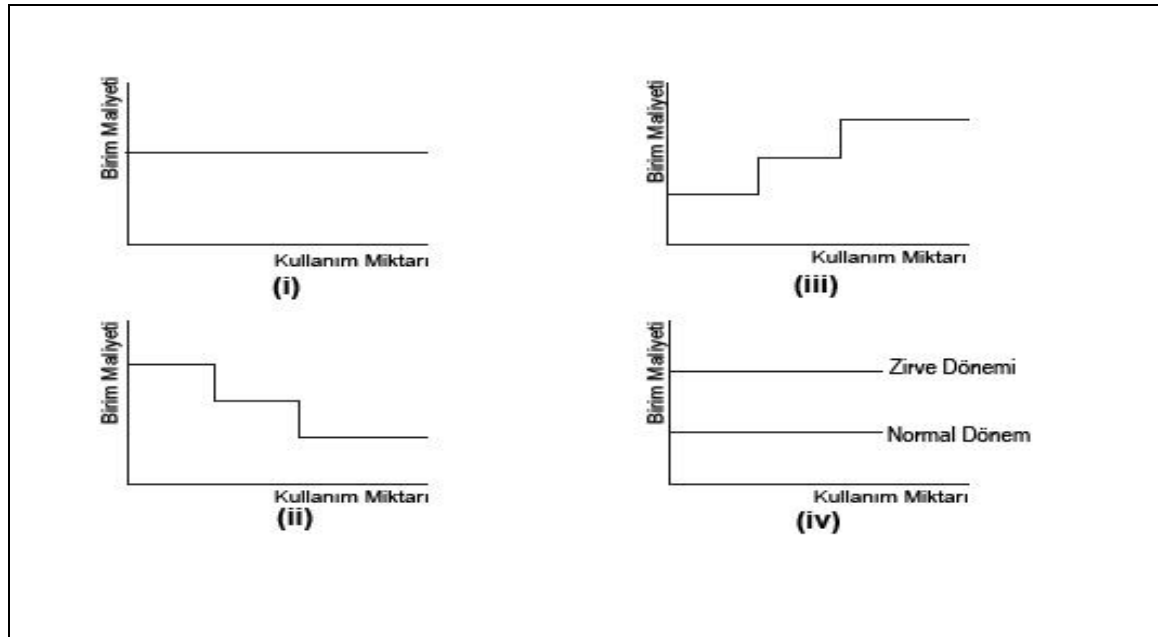 Birim Maliyeti
Kullanım Miktarı
(i)
Birim Maliyeti
Kullanım Miktarı
(iii)
Birim Maliyeti
Kullanım Miktarı
(ii)
Birim Maliyeti
Zirve Dönemi
Normal Dönem
Kullanım Miktarı
(iv)